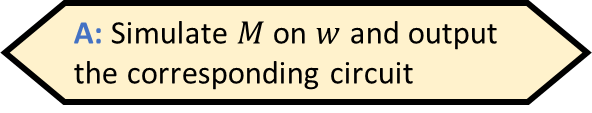 A: Simulate M on w and output
the corresponding circuit